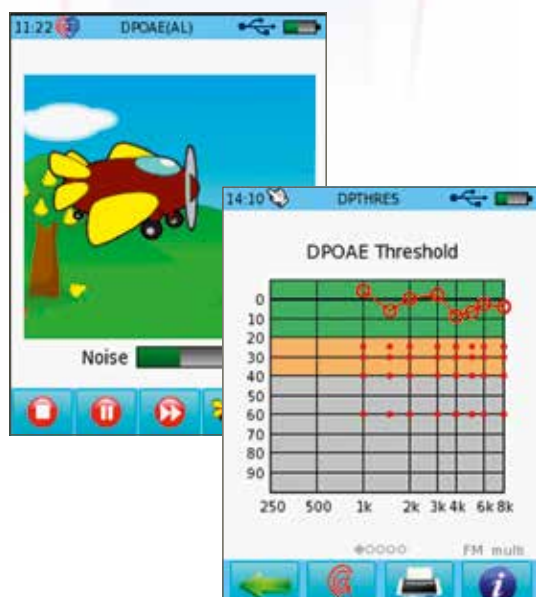 11:22 DPOAE(AL)
Noise
14:10 DPTHRES
DPOAE Threshold
0
10
20
30
40
50
60
70
80
90
250 500 1k 2k 3k 4k 6k 8k
FM multi
i